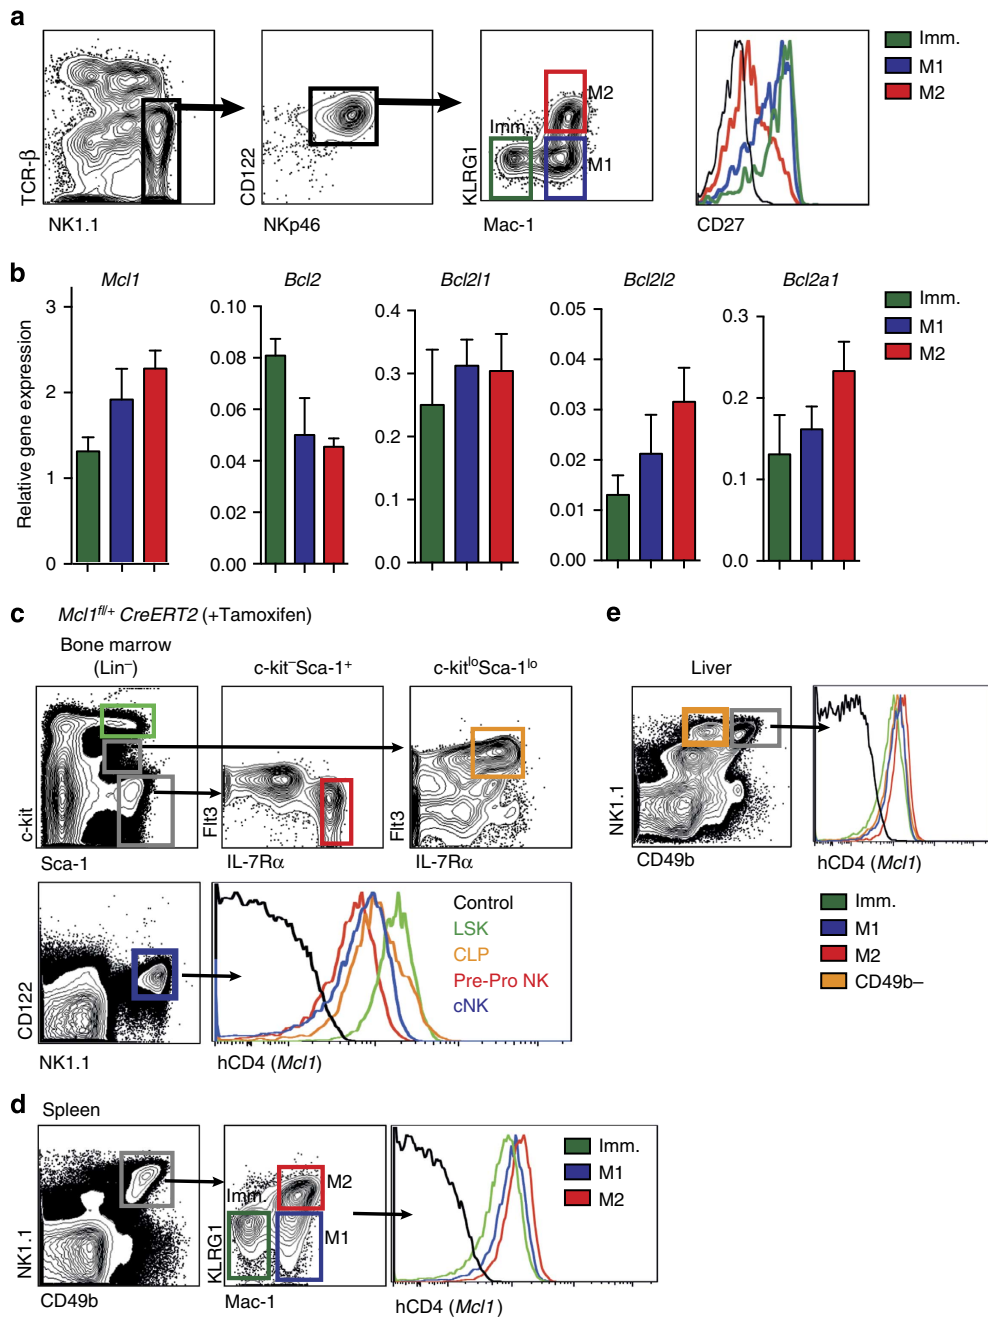 a
TCR-β
NK1.1
CD122
NKp46
KLRG1
Mac-1
Imm.
M2
M1
CD27
Imm.
M1
M2
b
Relative gene expression
Mcl1
3
2
1
0
Bcl2
0.10
0.08
0.06
0.04
0.02
0.00
Bcl2l1
0.4
0.3
0.2
0.1
0.0
Bcl2l2
0.05
0.04
0.03
0.02
0.01
0.00
Bcl2a1
0.3
0.2
0.1
0.0
Imm.
M1
M2
c
Mcl1fl/+ CreERT2 (+Tamoxifen)
Bone marrow
(Lin–)
c-kit–Sca-1+
c-kitloSca-1lo
c-kit
Sca-1
Flt3
IL-7Rα
Flt3
IL-7Rα
CD122
NK1.1
Control
LSK
CLP
Pre-Pro NK
cNK
hCD4 (Mcl1)
e
Liver
NK1.1
CD49b
hCD4 (Mcl1)
Imm.
M1
M2
CD49b–
d
Spleen
NK1.1
CD49b
KLRG1
Mac-1
Imm.
M2
M1
hCD4 (Mcl1)
Imm.
M1
M2